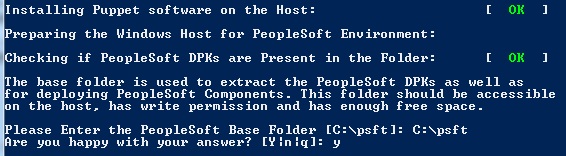 Installing Puppet software on the Host: [ OK ]
Preparing the Windows Host for PeopleSoft Environment:
Checking if PeopleSoft DPKs are Present in the Folder: [ OK ]
The base folder is used to extract the PeopleSoft DPKs as well as
for deploying PeopleSoft Components. This folder should be accessible
on the host, has write permission and has enough free space.
Please Enter the PeopleSoft Base Folder [C:\psft]: C:\psft
Are you happy with your answer? [Y|n|q]: y